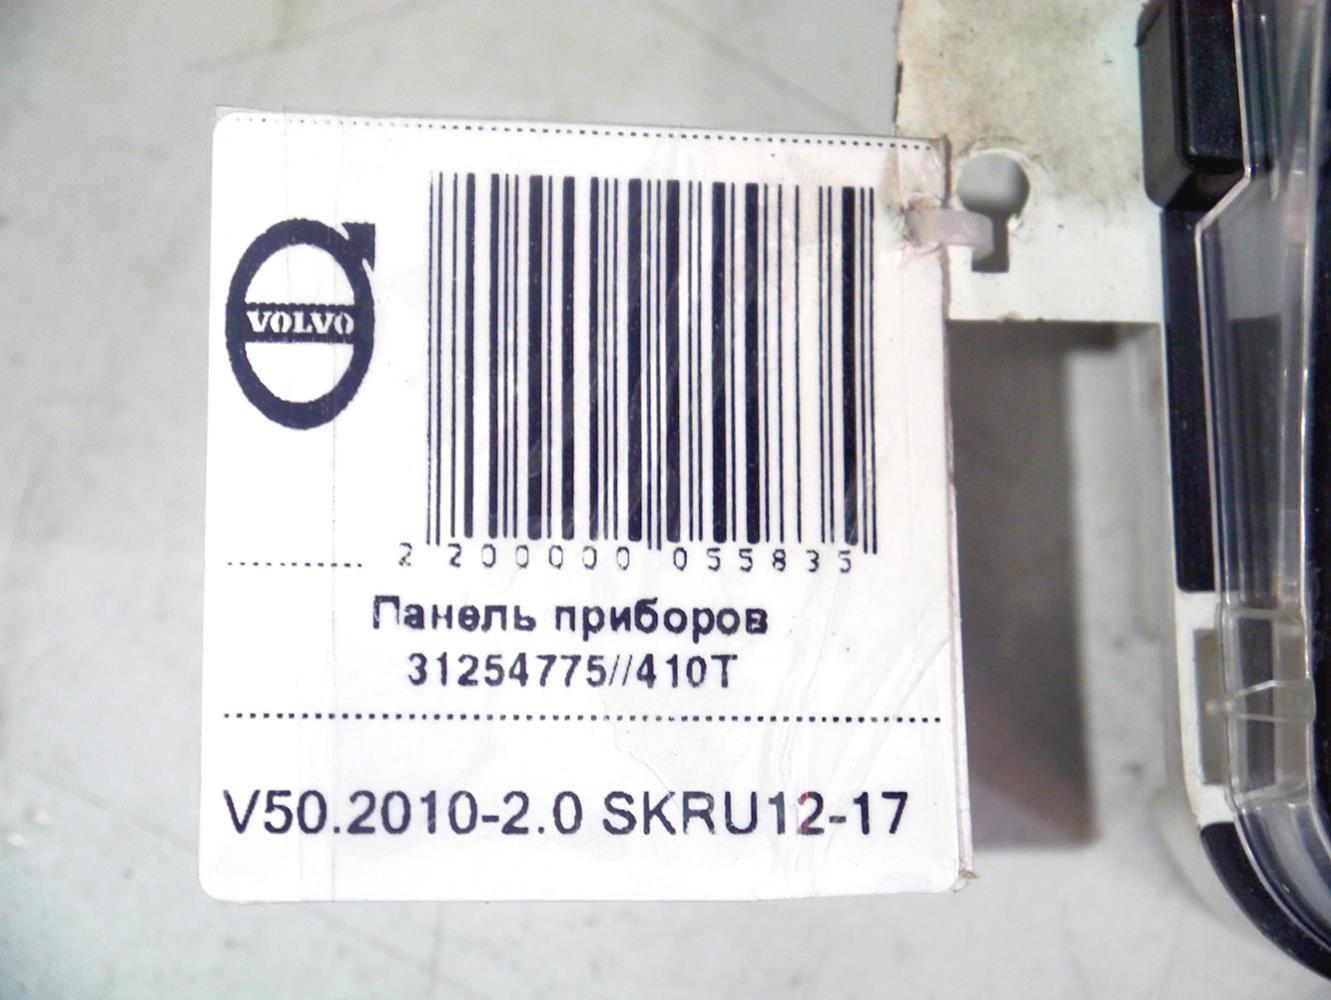 VOLVO
2 200000 055835
Панель приборов
31254775//410T
V50.2010-2.0 SKRU12-17